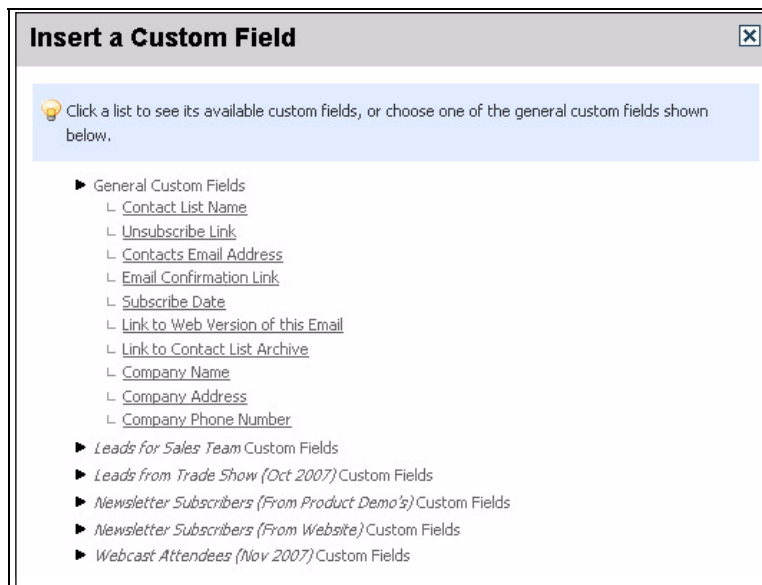 Insert a Custom Field
Click a list to see its available custom fields, or choose one of the general custom fields shown
below.
General Custom Fields
Contact List Name
Unsubscribe Link
Contacts Email Address
Email Confirmation Link
Subscribe Date
Link to Web Version of this Email
Link to Contact List Archive
Company Name
Company Address
Company Phone Number
Leads for Sales Team Custom Fields
Leads from Trade Show (Oct 2007) Custom Fields
Newsletter Subscribers (From Product Demo's) Custom Fields
Newsletter Subscribers (From Website) Custom Fields
Webcast Attendees (Nov 2007) Custom Fields